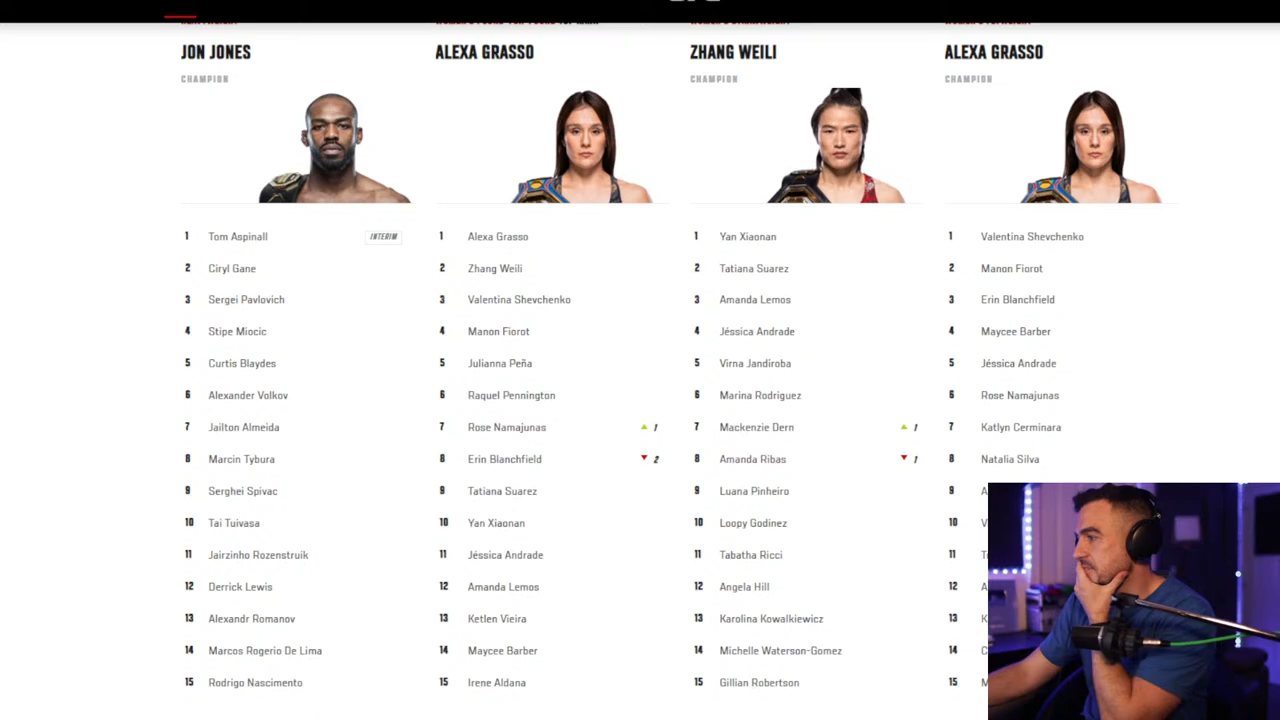 JON JONES
CHAMPION
1 Tom Aspinall INTERIM
2 Ciryl Gane
3 Sergei Pavlovich
4 Stipe Miocic
5 Curtis Blaydes
6 Alexander Volkov
7 Jailton Almeida
8 Marcin Tybura
9 Serghei Spivac
10 Tai Tuivasa
11 Jairzinho Rozenstruik
12 Derrick Lewis
13 Alexandr Romanov
14 Marcos Rogerio De Lima
15 Rodrigo Nascimento
ALEXA GRASSO
CHAMPION
1 Alexa Grasso
2 Zhang Weili
3 Valentina Shevchenko
4 Manon Fiorot
5 Julianna Peña
6 Raquel Pennington
7 Rose Namajunas 1
8 Erin Blanchfield 2
9 Tatiana Suarez
10 Yan Xiaonan
11 Jéssica Andrade
12 Amanda Lemos
13 Ketlen Vieira
14 Maycee Barber
15 Irene Aldana
ZHANG WEILI
CHAMPION
1 Yan Xiaonan
2 Tatiana Suarez
3 Amanda Lemos
4 Jéssica Andrade
5 Virna Jandiroba
6 Marina Rodriguez
7 Mackenzie Dern 1
8 Amanda Ribas 1
9 Luana Pinheiro
10 Loopy Godinez
11 Tabatha Ricci
12 Angela Hill
13 Karolina Kowalkiewicz
14 Michelle Waterson-Gomez
15 Gillian Robertson
ALEXA GRASSO
CHAMPION
1 Valentina Shevchenko
2 Manon Fiorot
3 Erin Blanchfield
4 Maycee Barber
5 Jéssica Andrade
6 Rose Namajunas
7 Katlyn Cerminara
8 Natalia Silva
9
10
11
12
13
14
15